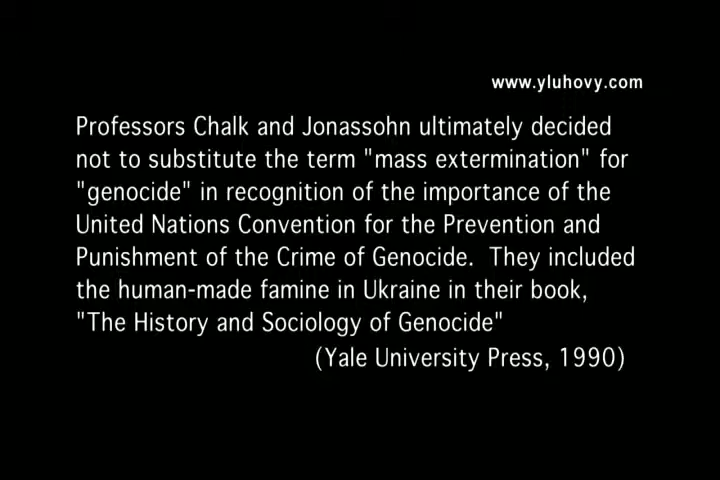 www.yluhovy.com
Professors Chalk and Jonassohn ultimately decided
not to substitute the term "mass extermination" for
"genocide" in recognition of the importance of the
United Nations Convention for the Prevention and
Punishment of the Crime of Genocide.  They included
the human-made famine in Ukraine in their book,
"The History and Sociology of Genocide"
(Yale University Press, 1990)